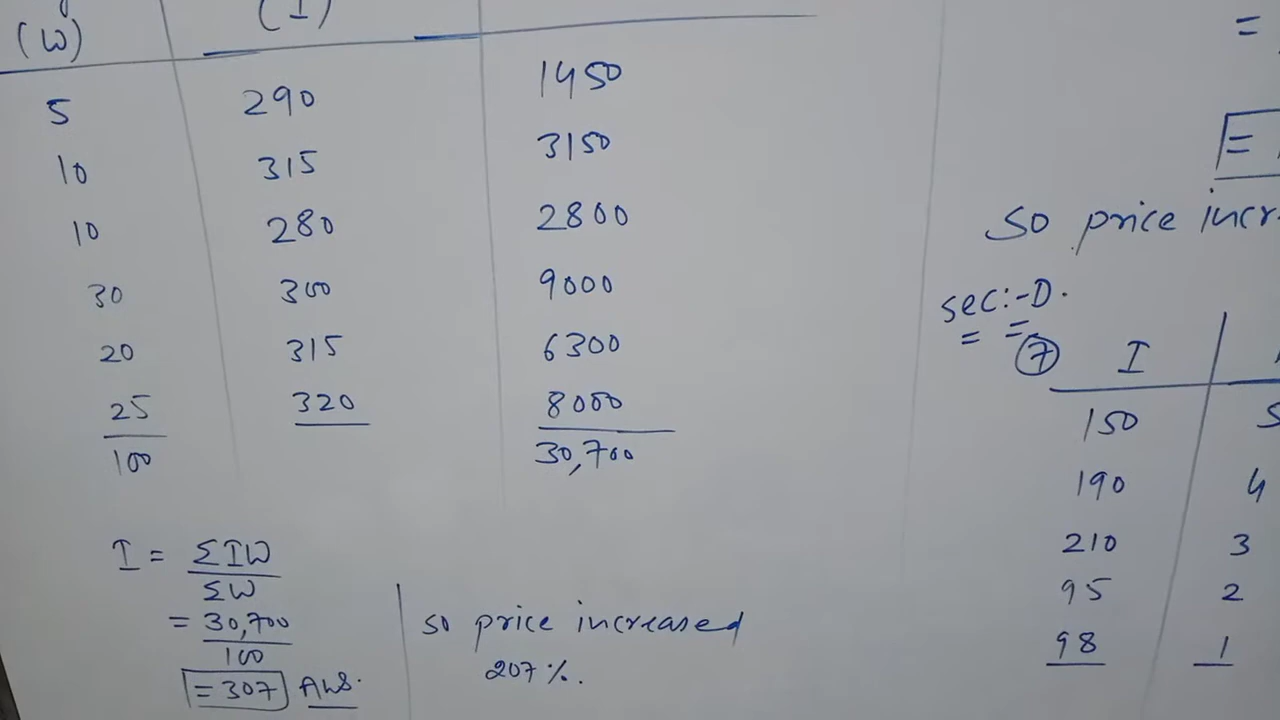 (W) (I)
5 290 1450
10 315 3150
10 280 2800
30 300 9000
20 315 6300
25 320 8000
100 30,700
I = ΣIW
ΣW
= 30,700
100
= 307 Aws.
so price increased
207 %.
=
=
So price incr
sec:-D.
7 I
150 5
190 4
210 3
95 2
98 1